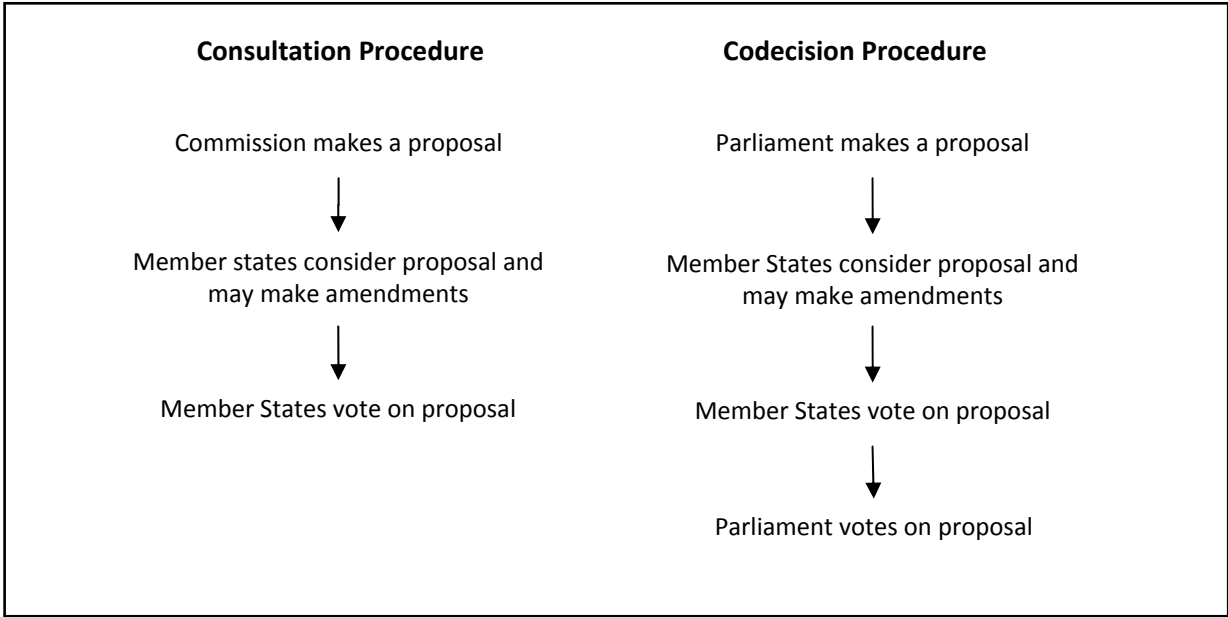 Consultation Procedure
Commission makes a proposal
Member states consider proposal and
may make amendments
Member States vote on proposal
Codecision Procedure
Parliament makes a proposal
Member States consider proposal and
may make amendments
Member States vote on proposal
Parliament votes on proposal